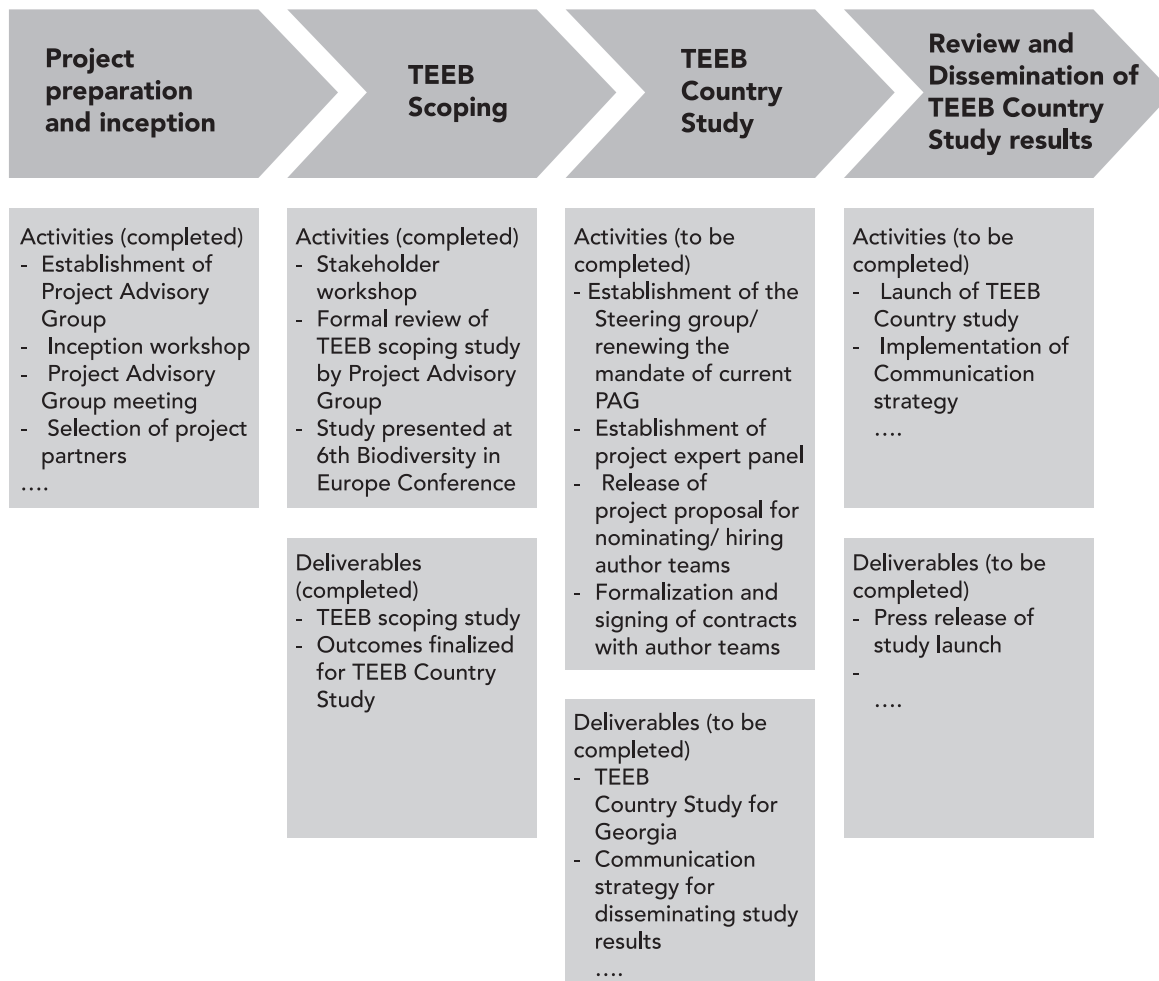 Project
preparation
and inception
TEEB
Scoping
TEEB
Country
Study
Review and
Dissemination of
TEEB Country
Study results
Activities (completed)
- Establishment of
Project Advisory
Group
- Inception workshop
- Project Advisory
Group meeting
- Selection of project
partners
....
Activities (completed)
- Stakeholder
workshop
- Formal review of
TEEB scoping study
by Project Advisory
Group
- Study presented at
6th Biodiversity in
Europe Conference
Deliverables
(completed)
- TEEB scoping study
- Outcomes finalized
for TEEB Country
Study
Activities (to be
completed)
- Establishment of the
Steering group/
renewing the
mandate of current
PAG
- Establishment of
project expert panel
- Release of
project proposal for
nominating/ hiring
author teams
- Formalization and
signing of contracts
with author teams
Deliverables (to be
completed)
- TEEB
Country Study for
Georgia
- Communication
strategy for
disseminating study
results
....
Activities (to be
completed)
- Launch of TEEB
Country study
- Implementation of
Communication
strategy
....
Deliverables (to be
completed)
- Press release of
study launch
-
....